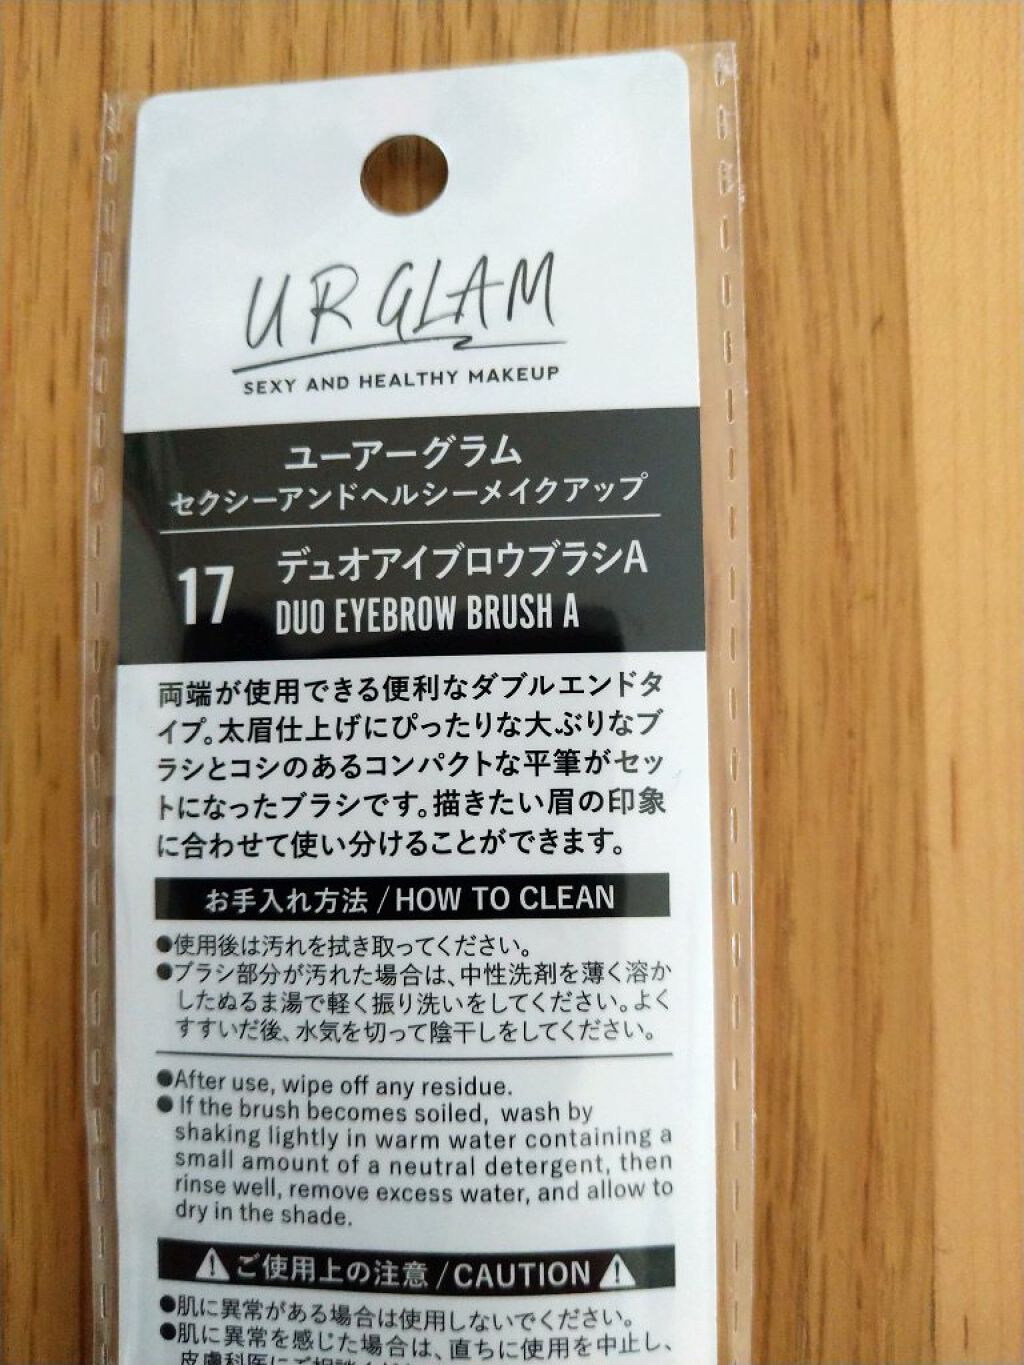 UR GLAM
SEXY AND HEALTHY MAKEUP
ユーアーグラム
セクシーアンドヘルシーメイクアップ
17 デュオアイブロウブラシA
DUO EYEBROW BRUSH A
両端が使用できる便利なダブルエンドタ
イプ。太眉仕上げにぴったりな大ぶりなブ
ラシとコシのあるコンパクトな平筆がセッ
トになったブラシです。描きたい眉の印象
に合わせて使い分けることができます。
お手入れ方法/HOW TO CLEAN
●使用後は汚れを拭き取ってください。
●ブラシ部分が汚れた場合は、中性洗剤を薄く溶か
したぬるま湯で軽く振り洗いをしてください。よく
すすいだ後、水気を切って陰干しをしてください。
●After use, wipe off any residue.
●If the brush becomes soiled, wash by
shaking lightly in warm water containing a
small amount of a neutral detergent, then
rinse well, remove excess water, and allow to
dry in the shade.
⚠ご使用上の注意/CAUTION⚠
●肌に異常がある場合は使用しないでください。
●肌に異常を感じた場合は、直ちに使用を中止し、
皮膚科医にご相談くだ